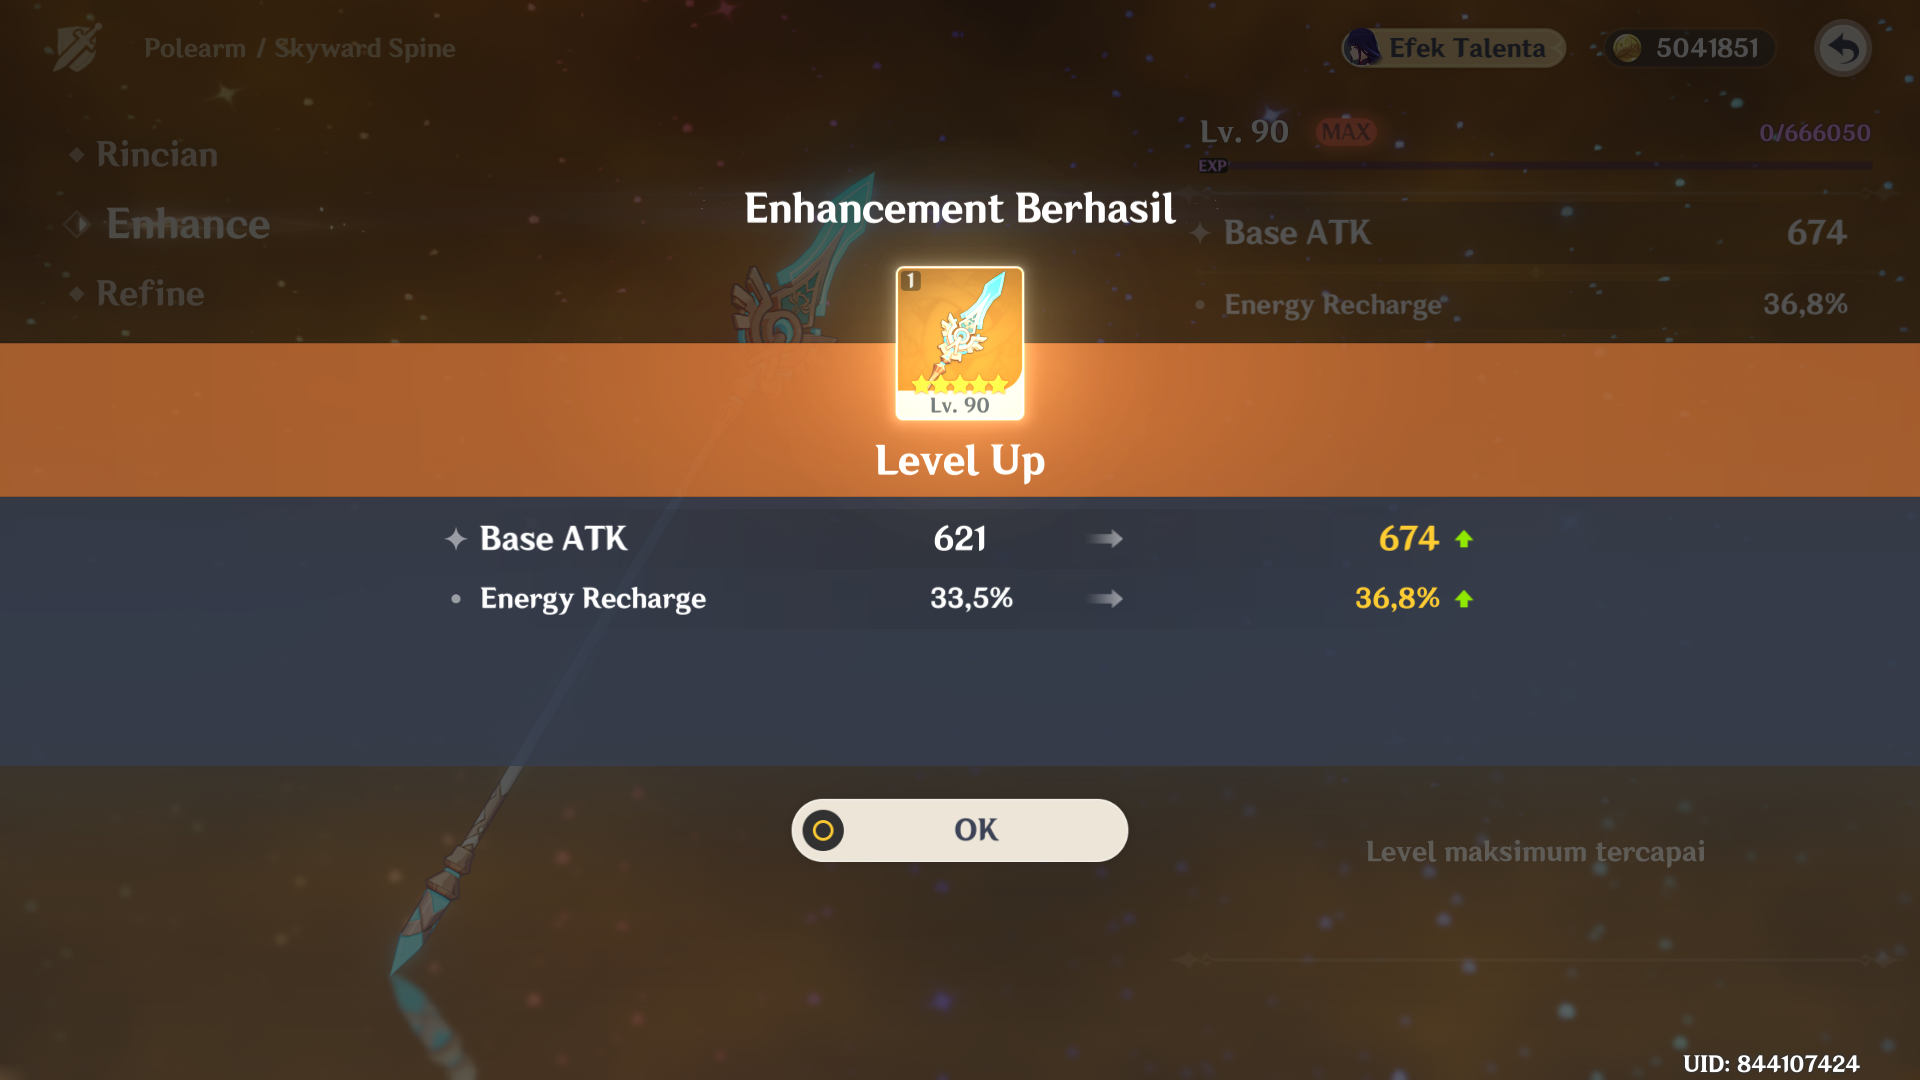 Polearm / Skyward Spine
Efek Talenta
5041851
Rincian
Enhance
Refine
Lv. 90 MAX
0/666050
EXP
Base ATK 674
Energy Recharge 36,8%
Enhancement Berhasil
1
Lv. 90
Level Up
Base ATK 621 674
Energy Recharge 33,5% 36,8%
OK
Level maksimum tercapai
UID: 844107424